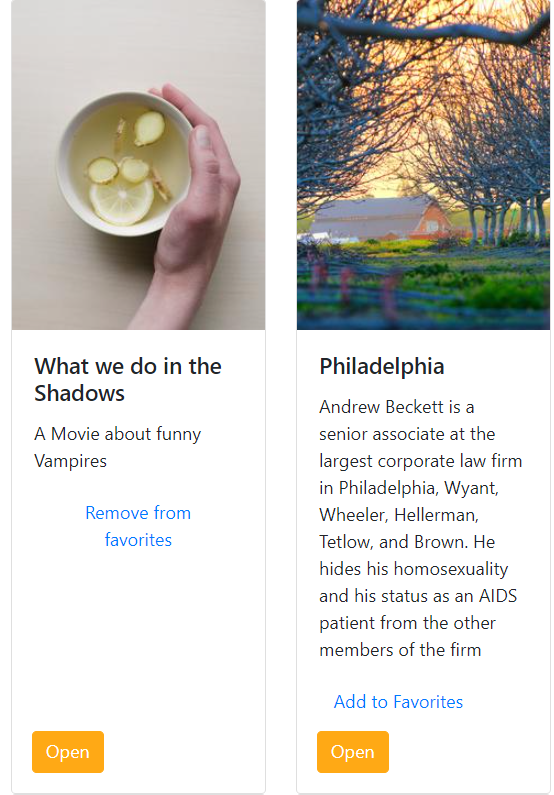 What we do in the
Shadows
A Movie about funny
Vampires
Remove from
favorites
Open
Philadelphia
Andrew Beckett is a
senior associate at the
largest corporate law firm
in Philadelphia, Wyant,
Wheeler, Hellerman,
Tetlow, and Brown. He
hides his homosexuality
and his status as an AIDS
patient from the other
members of the firm
Add to Favorites
Open